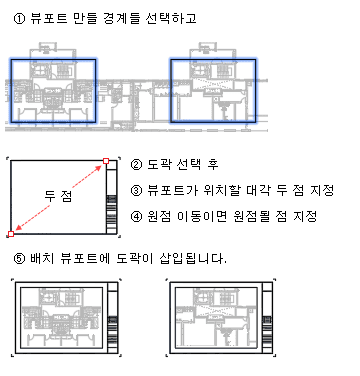 ① 뷰포트 만들 경계들 선택하고
② 도곽 선택 후
두 점
③ 뷰포트가 위치할 대각 두 점 지정
④ 원점 이동이면 원점될 점 지정
⑤ 배치 뷰포트에 도곽이 삽입됩니다.